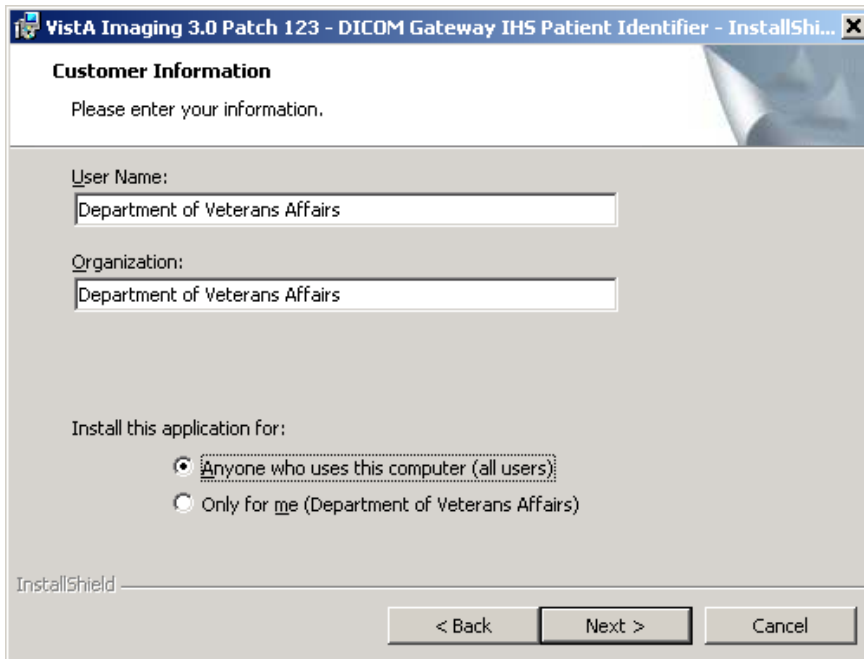 VistA Imaging 3.0 Patch 123 - DICOM Gateway IHS Patient Identifier - InstallShi...
Customer Information
Please enter your information.
User Name:
Department of Veterans Affairs
Organization:
Department of Veterans Affairs
Install this application for:
Anyone who uses this computer (all users)
Only for me (Department of Veterans Affairs)
InstallShield
< Back Next > Cancel